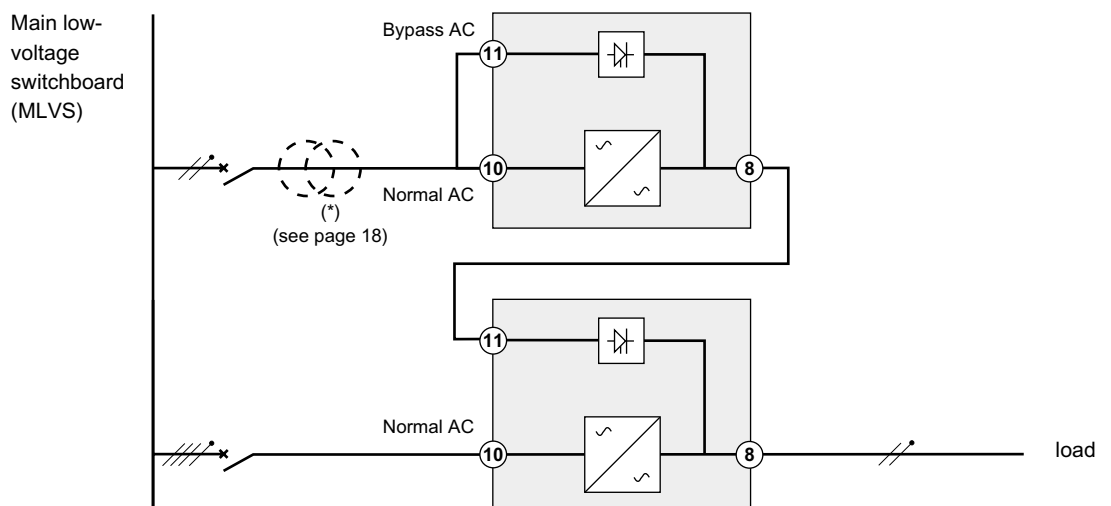 Main low-
voltage
switchboard
(MLVS)
Bypass AC
11
10
8
Normal AC
(*)
(see page 18)
11
Normal AC
10
8
load